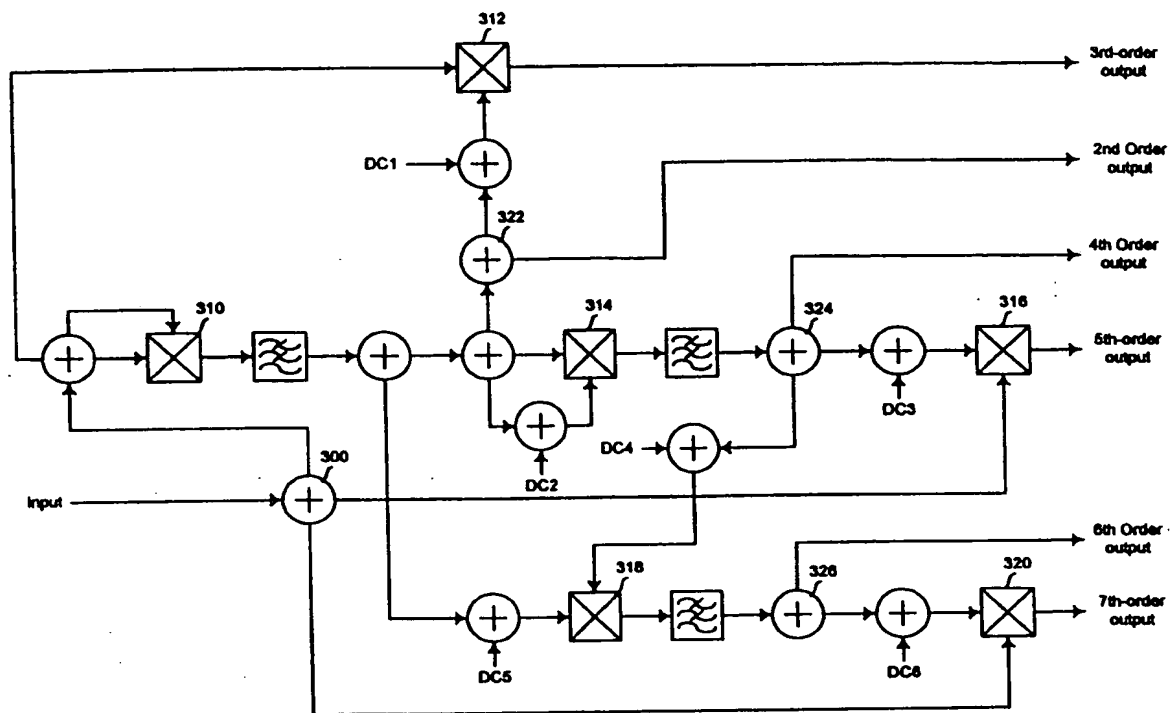 312
3rd-order
output
DC1
2nd Order
output
322
4th Order
output
310
314
324
316
5th-order
output
DC3
DC4
DC2
300
Input
6th Order
output
318
326
320
7th-order
output
DC5
DC6